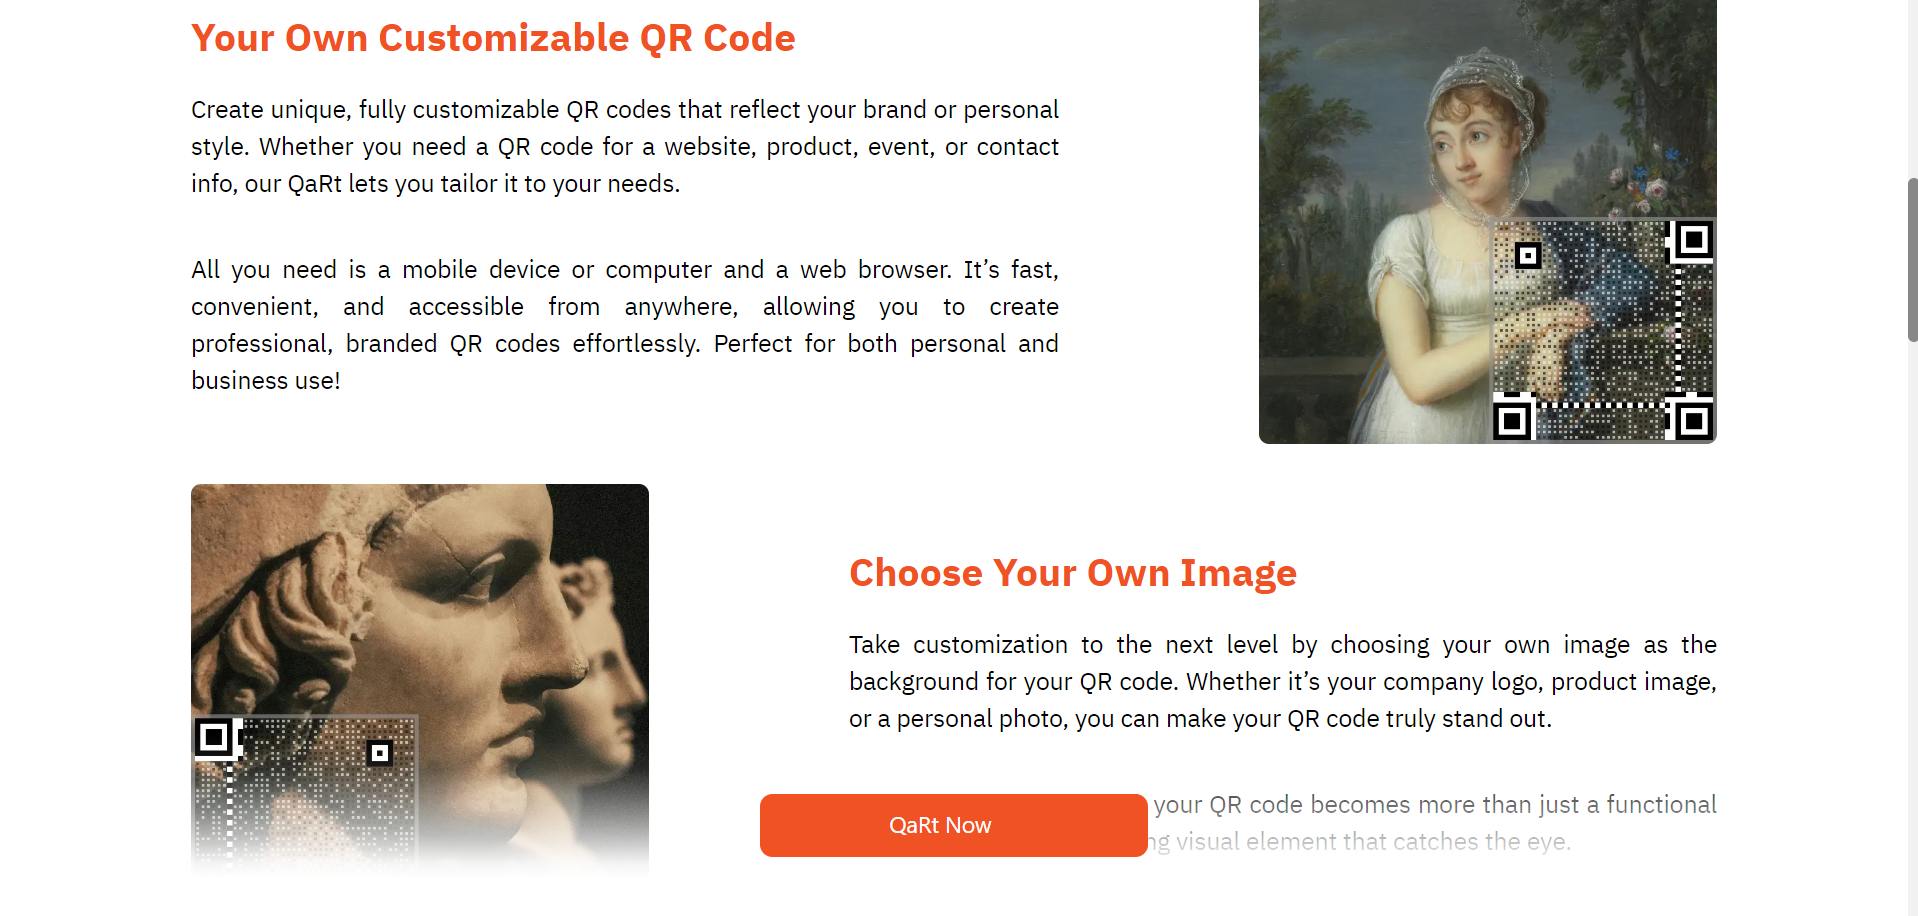 Your Own Customizable QR Code
Create unique, fully customizable QR codes that reflect your brand or personal
style. Whether you need a QR code for a website, product, event, or contact
info, our QaRt lets you tailor it to your needs.
All you need is a mobile device or computer and a web browser. It’s fast,
convenient, and accessible from anywhere, allowing you to create
professional, branded QR codes effortlessly. Perfect for both personal and
business use!
Choose Your Own Image
Take customization to the next level by choosing your own image as the
background for your QR code. Whether it’s your company logo, product image,
or a personal photo, you can make your QR code truly stand out.
your QR code becomes more than just a functional
visual element that catches the eye.
QaRt Now